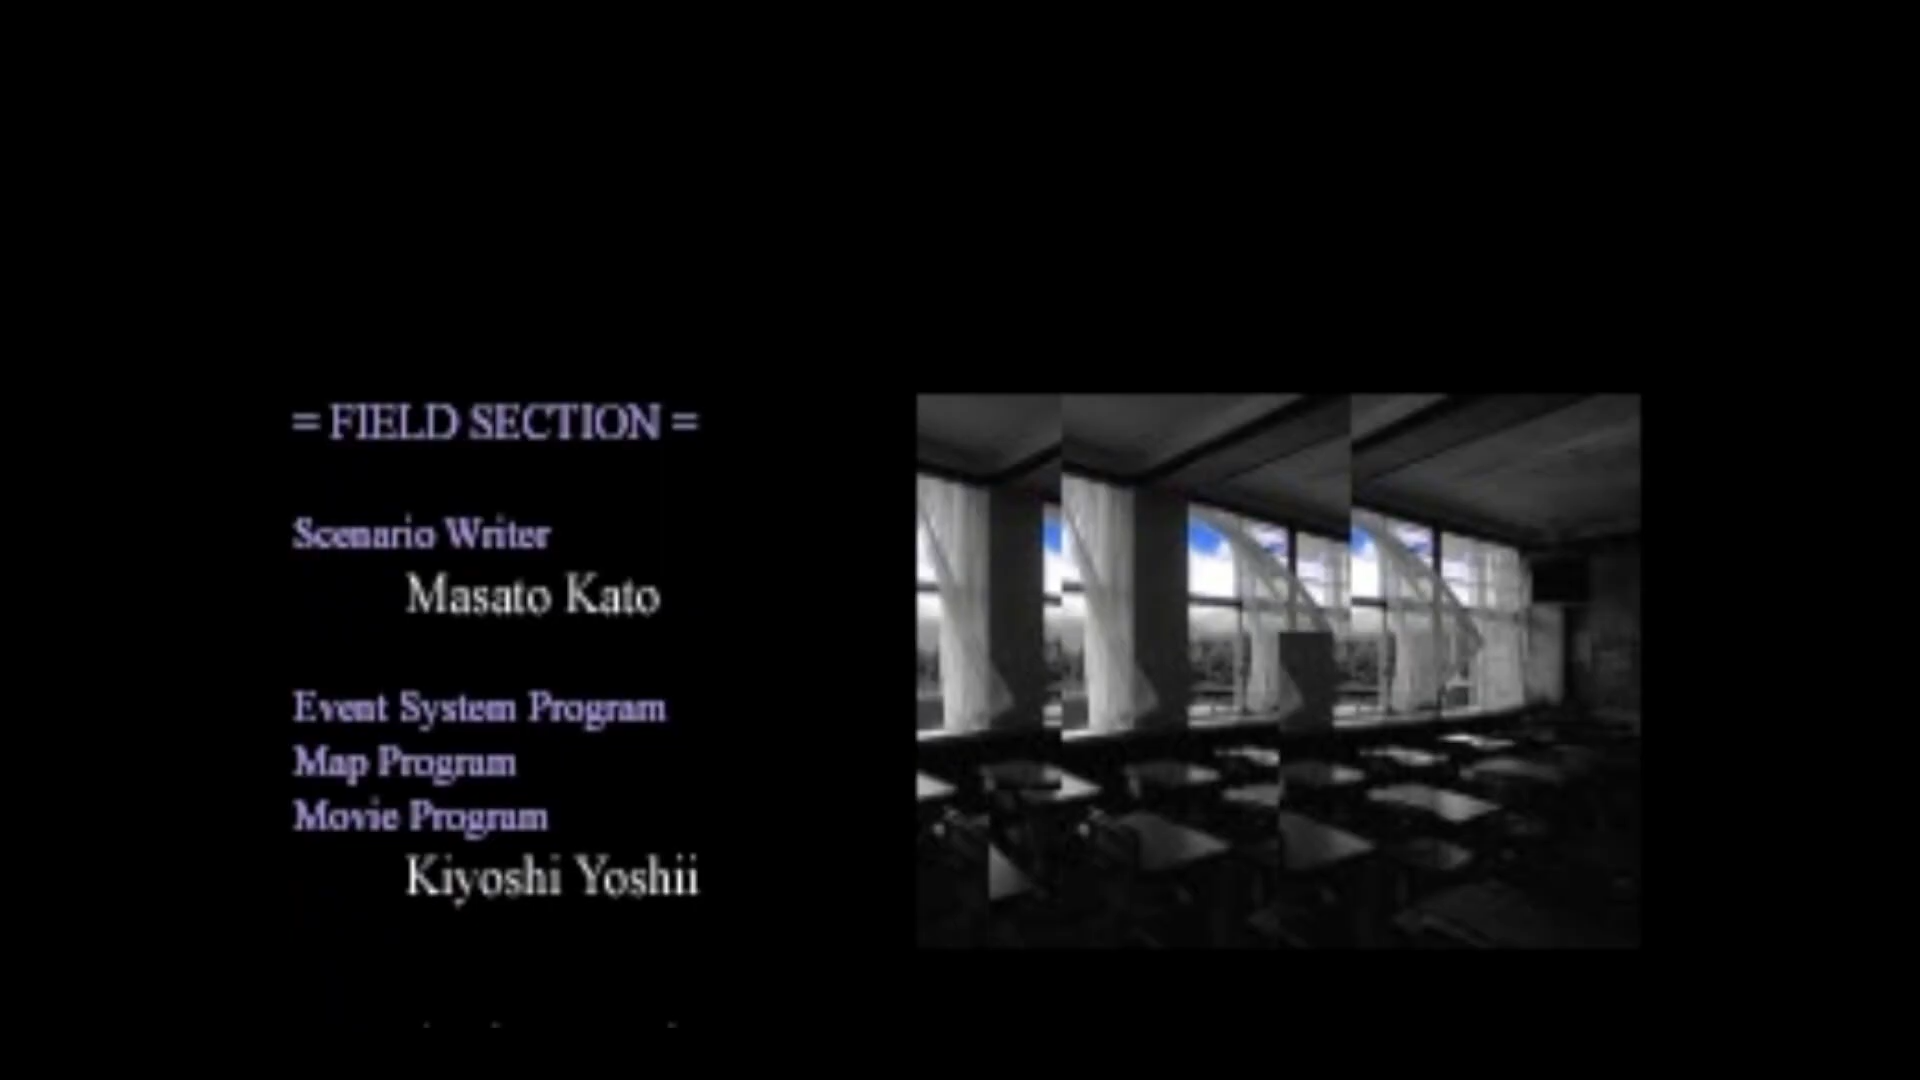 = FIELD SECTION =
Scenario Writer
Masato Kato
Event System Program
Map Program
Movie Program
Kiyoshi Yoshii